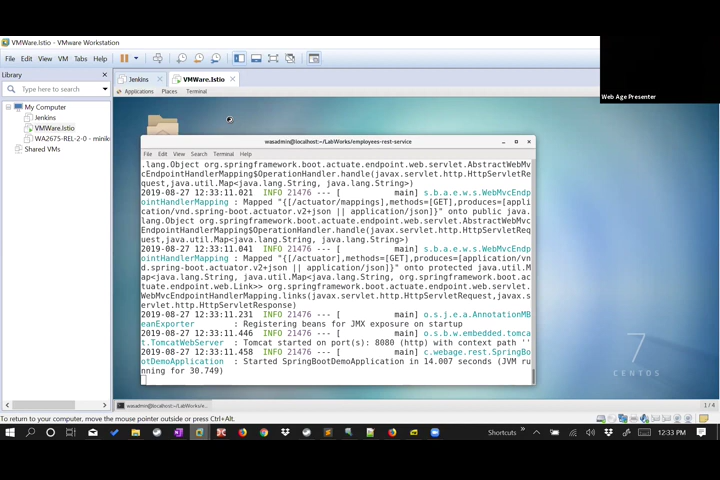 VMWare.Istio - VMware Workstation
File Edit View VM Tabs Help
Web Age Presenter
Library
Type here to search
My Computer
Jenkins
VMWare.Istio
WA2675-REL-2-0 - minik
Shared VMs
Jenkins
VMWare.Istio
Applications Places Terminal
wasadmin@localhost:~/LabWorks/employees-rest-service
File Edit View Search Terminal Help
.lang.Object org.springframework.boot.actuate.endpoint.web.servlet.AbstractWebMv
cEndpointHandlerMapping$OperationHandler.handle(javax.servlet.http.HttpServletRe
quest,java.util.Map<java.lang.String, java.lang.String>)
2019-08-27 12:33:11.021 INFO 21476 --- [ main] s.b.a.e.w.s.WebMvcEndp
ointHandlerMapping : Mapped "{[/actuator/mappings],methods=[GET],produces=[appli
cation/vnd.spring-boot.actuator.v2+json || application/json]}" onto public java.
lang.Object org.springframework.boot.actuate.endpoint.web.servlet.AbstractWebMvc
EndpointHandlerMapping$OperationHandler.handle(javax.servlet.http.HttpServletReq
uest,java.util.Map<java.lang.String, java.lang.String>)
2019-08-27 12:33:11.041 INFO 21476 --- [ main] s.b.a.e.w.s.WebMvcEndp
ointHandlerMapping : Mapped "{[/actuator],methods=[GET],produces=[application/vn
d.spring-boot.actuator.v2+json || application/json]}" onto protected java.util.M
ap<java.lang.String, java.util.Map<java.lang.String, org.springframework.boot.ac
tuate.endpoint.web.Link>> org.springframework.boot.actuate.endpoint.web.servlet.
WebMvcEndpointHandlerMapping.links(javax.servlet.http.HttpServletRequest,javax.s
ervlet.http.HttpServletResponse)
2019-08-27 12:33:11.231 INFO 21476 --- [ main] o.s.j.e.a.AnnotationMB
eanExporter : Registering beans for JMX exposure on startup
2019-08-27 12:33:11.446 INFO 21476 --- [ main] o.s.b.w.embedded.tomca
t.TomcatWebServer : Tomcat started on port(s): 8080 (http) with context path ''
2019-08-27 12:33:11.458 INFO 21476 --- [ main] c.webage.rest.SpringBo
otDemoApplication : Started SpringBootDemoApplication in 14.007 seconds (JVM ru
nning for 30.749)
7
CENTOS
wasadmin@localhost:~/LabWorks/e...
1 / 4
To return to your computer, move the mouse pointer outside or press Ctrl+Alt.
Shortcuts
12:33 PM